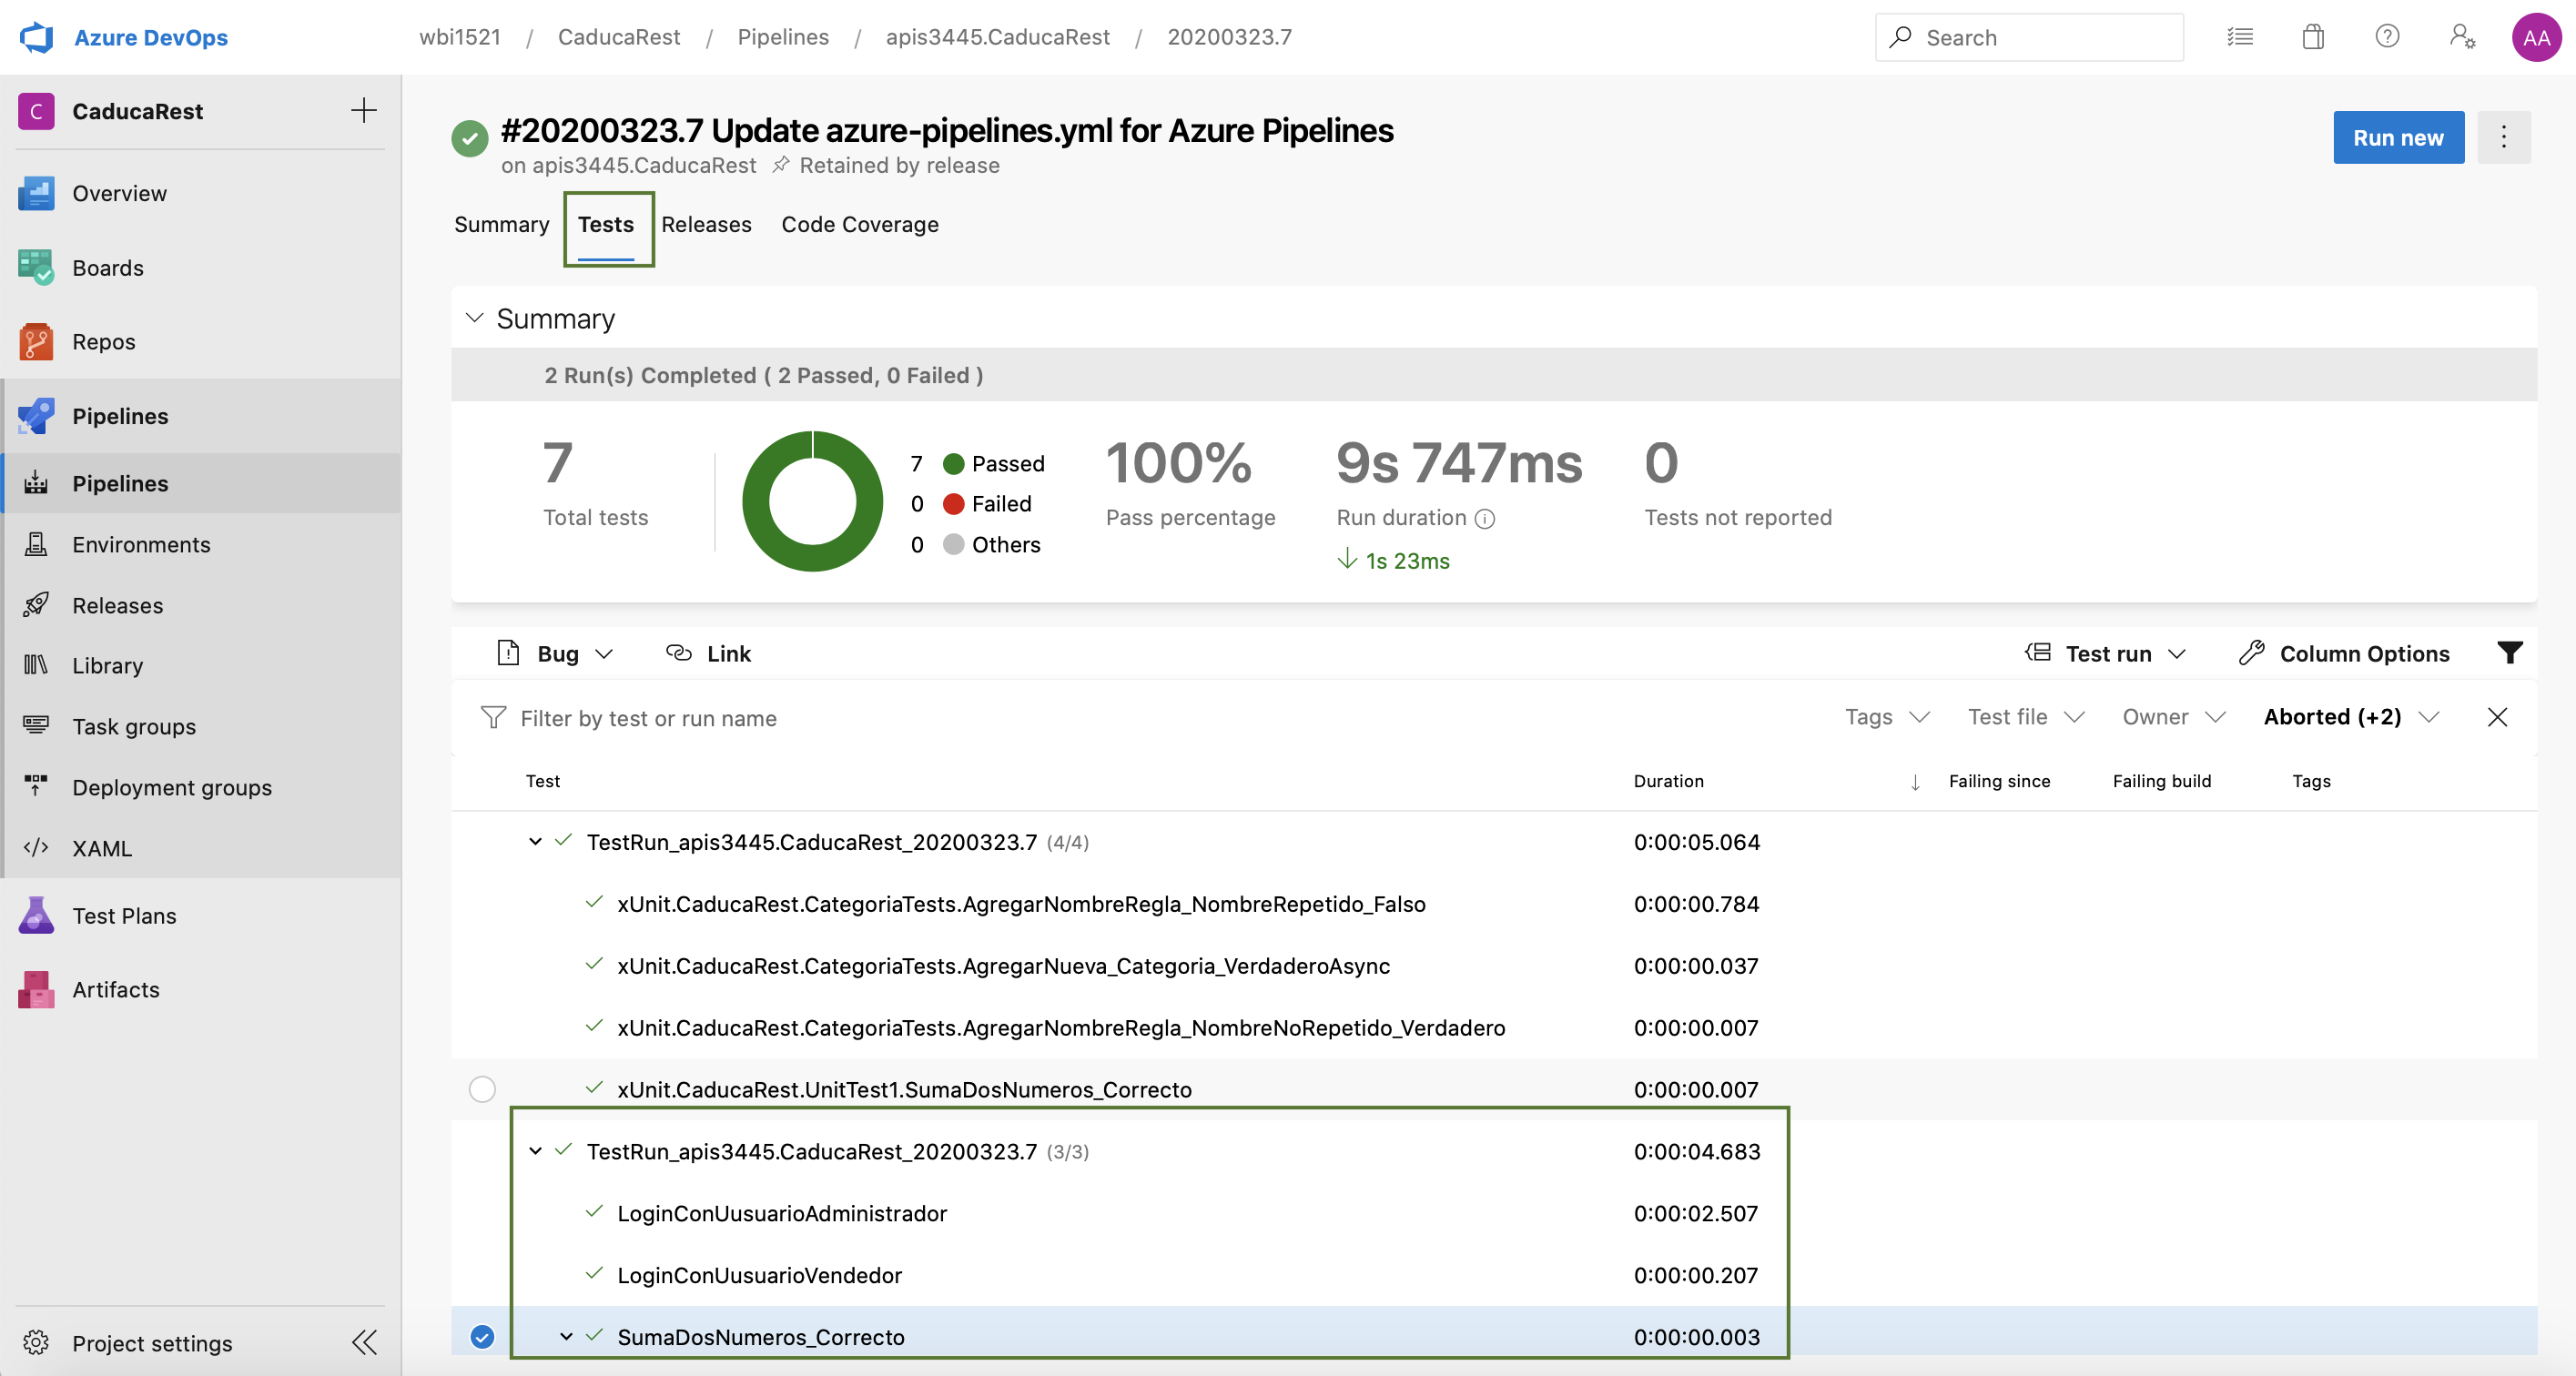 Azure DevOps
wbi1521 / CaducaRest / Pipelines / apis3445.CaducaRest / 20200323.7
Search
AA
C CaducaRest
Overview
Boards
Repos
Pipelines
Pipelines
Environments
Releases
Library
Task groups
Deployment groups
XAML
Test Plans
Artifacts
Project settings
#20200323.7 Update azure-pipelines.yml for Azure Pipelines
on apis3445.CaducaRest Retained by release
Run new
Summary Tests Releases Code Coverage
Summary
2 Run(s) Completed ( 2 Passed, 0 Failed )
7
Total tests
7 Passed
0 Failed
0 Others
100%
Pass percentage
9s 747ms
Run duration
1s 23ms
0
Tests not reported
Bug Link Test run Column Options
Filter by test or run name Tags Test file Owner Aborted (+2)
Test Duration Failing since Failing build Tags
TestRun_apis3445.CaducaRest_20200323.7 (4/4) 0:00:05.064
xUnit.CaducaRest.CategoriaTests.AgregarNombreRegla_NombreRepetido_Falso 0:00:00.784
xUnit.CaducaRest.CategoriaTests.AgregarNueva_Categoria_VerdaderoAsync 0:00:00.037
xUnit.CaducaRest.CategoriaTests.AgregarNombreRegla_NombreNoRepetido_Verdadero 0:00:00.007
xUnit.CaducaRest.UnitTest1.SumaDosNumeros_Correcto 0:00:00.007
TestRun_apis3445.CaducaRest_20200323.7 (3/3) 0:00:04.683
LoginConUusuarioAdministrador 0:00:02.507
LoginConUusuarioVendedor 0:00:00.207
SumaDosNumeros_Correcto 0:00:00.003